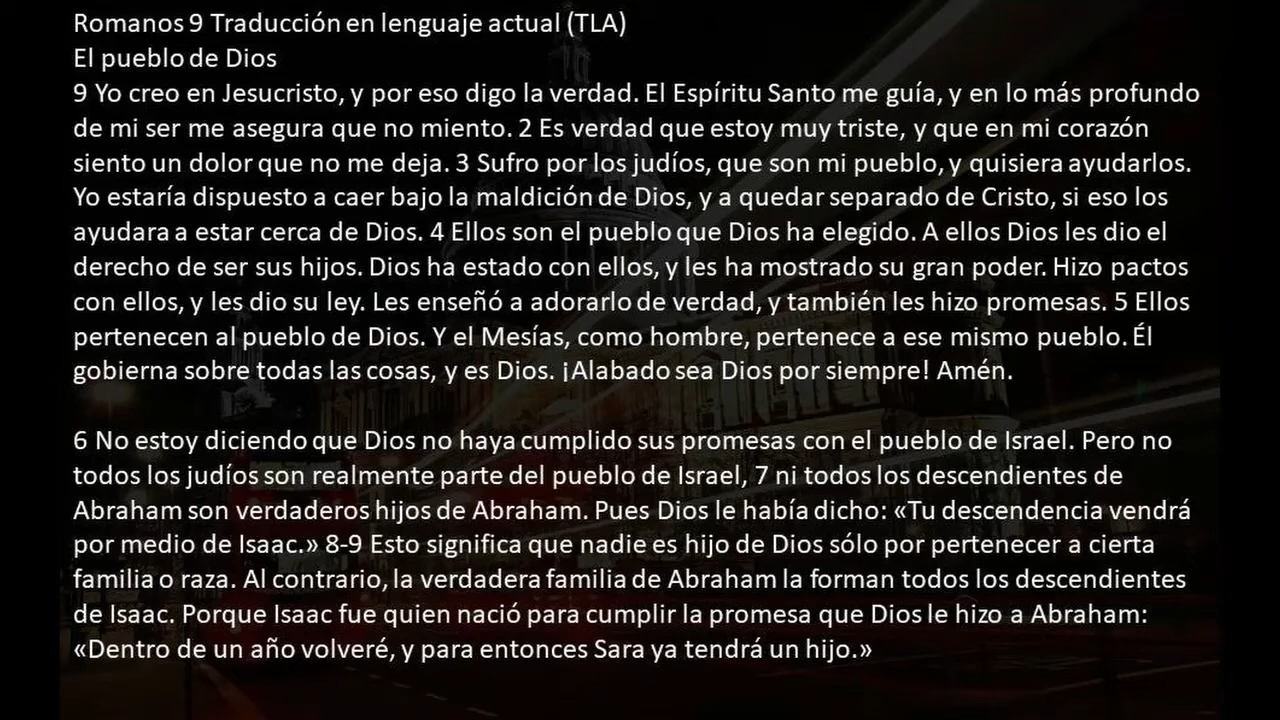 Romanos 9 Traducción en lenguaje actual (TLA)
El pueblo de Dios
9 Yo creo en Jesucristo, y por eso digo la verdad. El Espíritu Santo me guía, y en lo más profundo
de mi ser me asegura que no miento. 2 Es verdad que estoy muy triste, y que en mi corazón
siento un dolor que no me deja. 3 Sufro por los judíos, que son mi pueblo, y quisiera ayudarlos.
Yo estaría dispuesto a caer bajo la maldición de Dios, y a quedar separado de Cristo, si eso los
ayudara a estar cerca de Dios. 4 Ellos son el pueblo que Dios ha elegido. A ellos Dios les dio el
derecho de ser sus hijos. Dios ha estado con ellos, y les ha mostrado su gran poder. Hizo pactos
con ellos, y les dio su ley. Les enseñó a adorarlo de verdad, y también les hizo promesas. 5 Ellos
pertenecen al pueblo de Dios. Y el Mesías, como hombre, pertenece a ese mismo pueblo. Él
gobierna sobre todas las cosas, y es Dios. ¡Alabado sea Dios por siempre! Amén.
6 No estoy diciendo que Dios no haya cumplido sus promesas con el pueblo de Israel. Pero no
todos los judíos son realmente parte del pueblo de Israel, 7 ni todos los descendientes de
Abraham son verdaderos hijos de Abraham. Pues Dios le había dicho: «Tu descendencia vendrá
por medio de Isaac.» 8-9 Esto significa que nadie es hijo de Dios sólo por pertenecer a cierta
familia o raza. Al contrario, la verdadera familia de Abraham la forman todos los descendientes
de Isaac. Porque Isaac fue quien nació para cumplir la promesa que Dios le hizo a Abraham:
«Dentro de un año volveré, y para entonces Sara ya tendrá un hijo.»